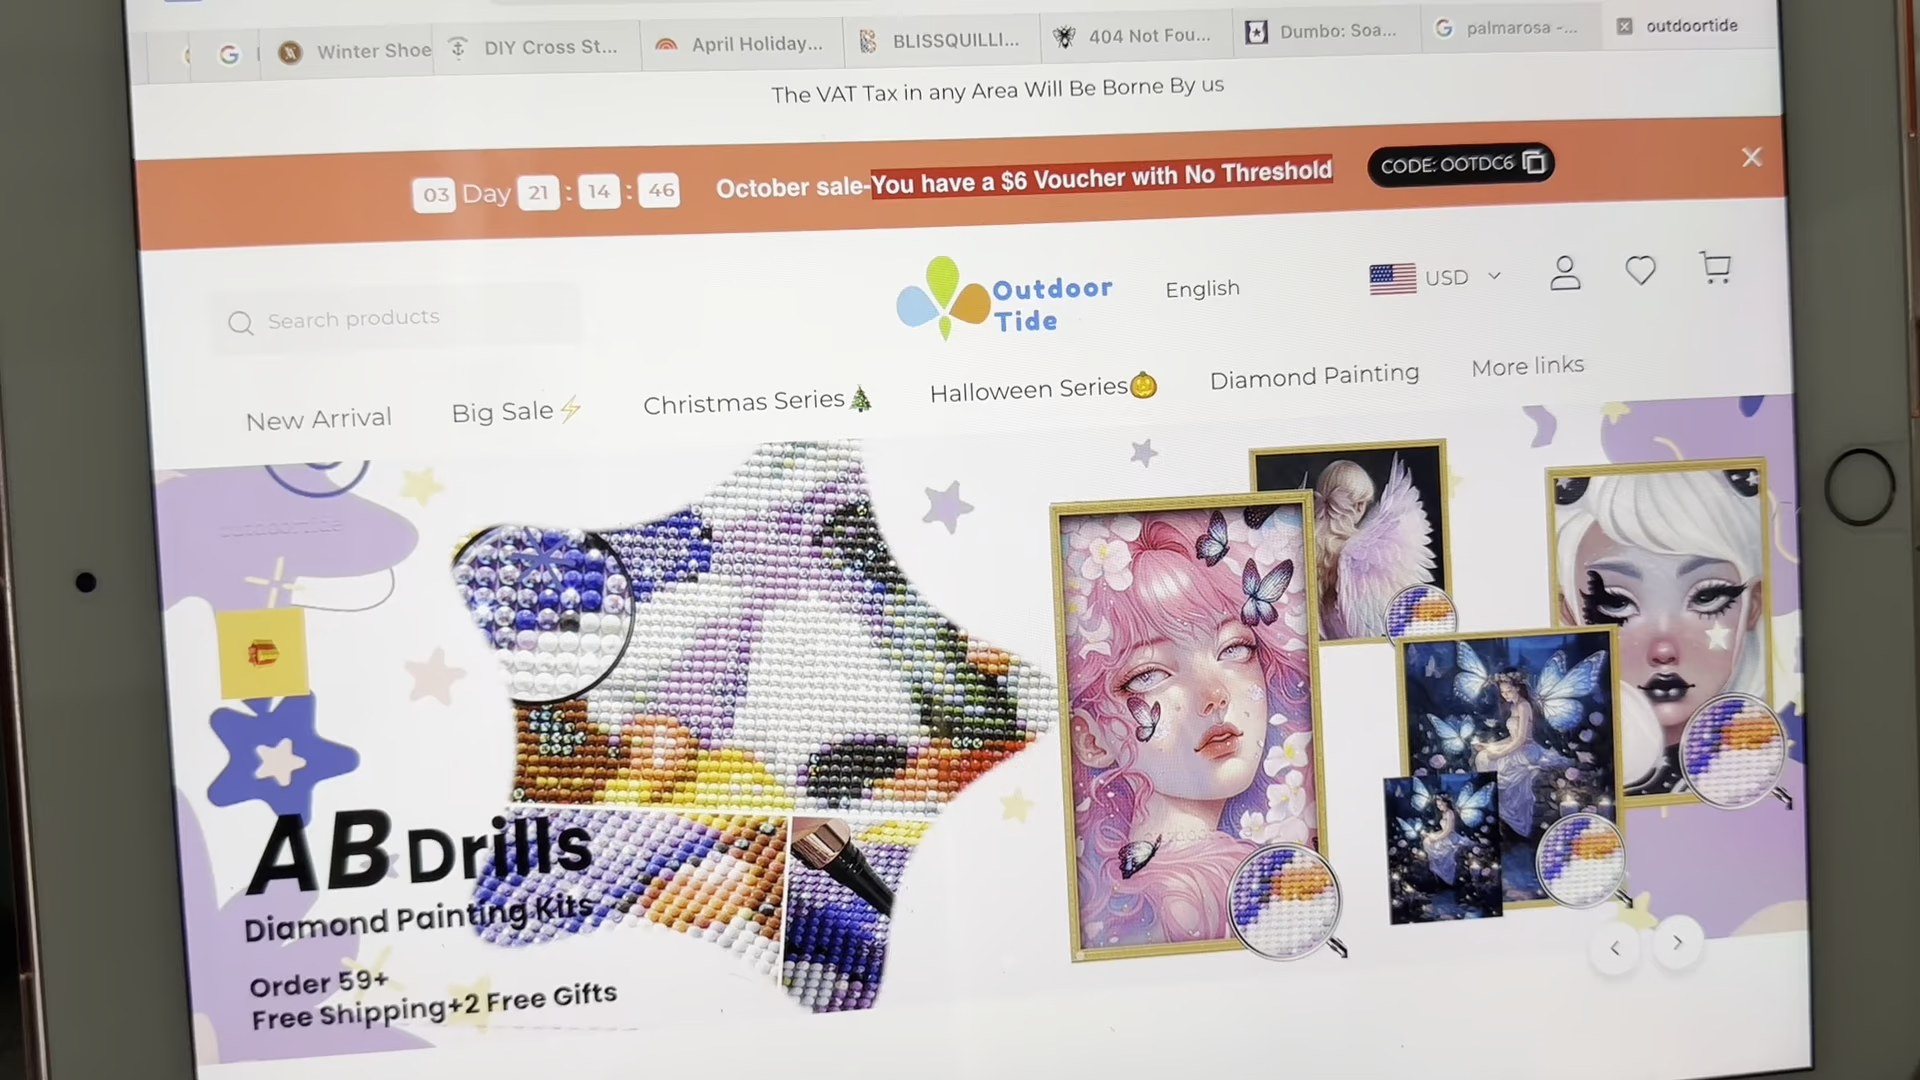 Winter Shoe
DIY Cross St...
April Holiday...
BLISSQUILLI...
404 Not Fou...
Dumbo: Soa...
palmarosa -...
outdoortide
The VAT Tax in any Area Will Be Borne By us
03 Day 21 : 14 : 46
October sale-You have a $6 Voucher with No Threshold
CODE: OOTDC6
Search products
Outdoor
Tide
English
USD
New Arrival
Big Sale⚡
Christmas Series🎄
Halloween Series🎃
Diamond Painting
More links
outdoortide
AB Drills
Diamond Painting Kits
Order 59+
Free Shipping+2 Free Gifts